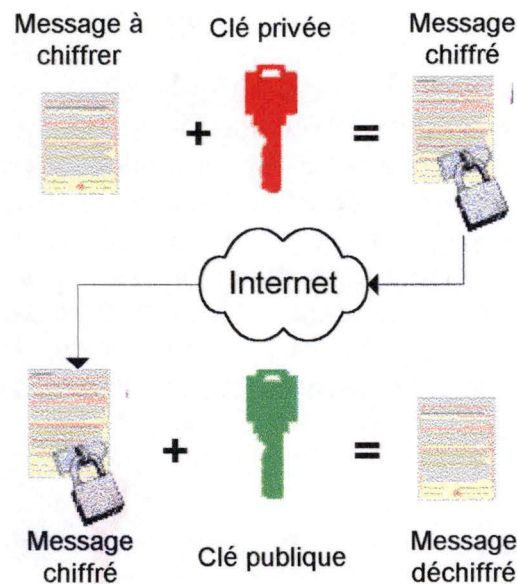 Message à
chiffrer
Clé privée
Message
chiffré
+
=
Internet
+
=
Message
chiffré
Clé publique
Message
déchiffré